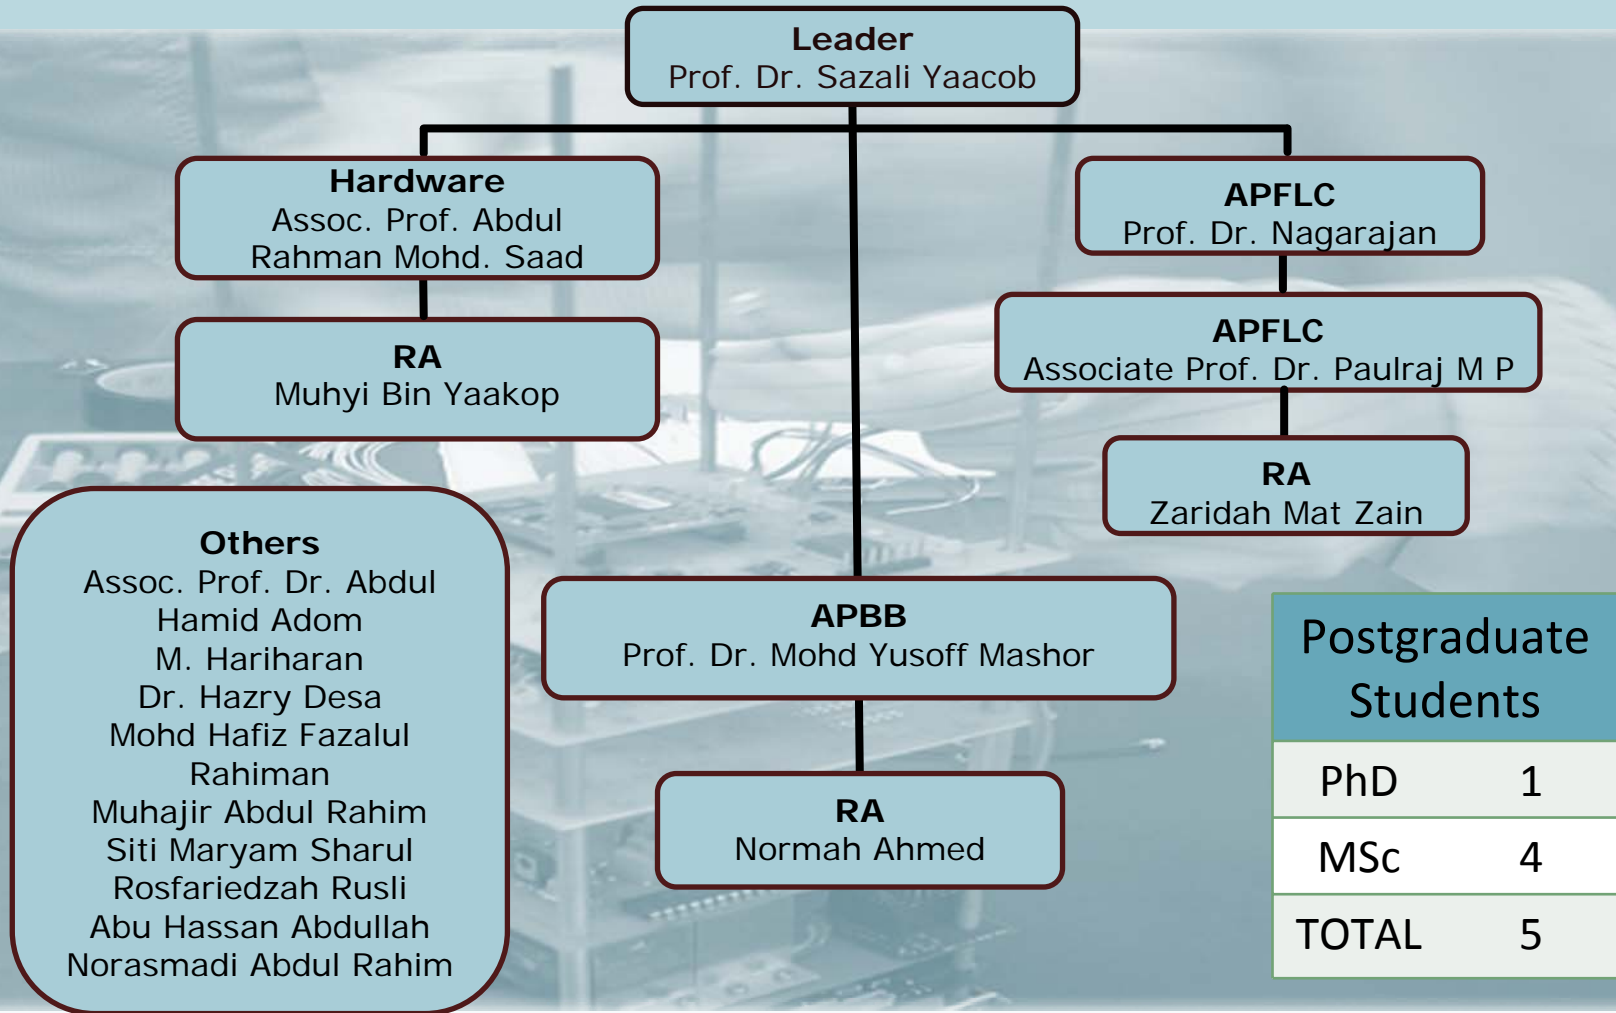 Leader
Prof. Dr. Sazali Yaacob
Hardware
Assoc. Prof. Abdul
Rahman Mohd. Saad
RA
Muhyi Bin Yaakop
APFLC
Prof. Dr. Nagarajan
APFLC
Associate Prof. Dr. Paulraj M P
RA
Zaridah Mat Zain
APBB
Prof. Dr. Mohd Yusoff Mashor
RA
Normah Ahmed
Others
Assoc. Prof. Dr. Abdul
Hamid Adom
M. Hariharan
Dr. Hazry Desa
Mohd Hafiz Fazalul
Rahiman
Muhajir Abdul Rahim
Siti Maryam Sharul
Rosfariedzah Rusli
Abu Hassan Abdullah
Norasmadi Abdul Rahim
Postgraduate
Students
PhD 1
MSc 4
TOTAL 5